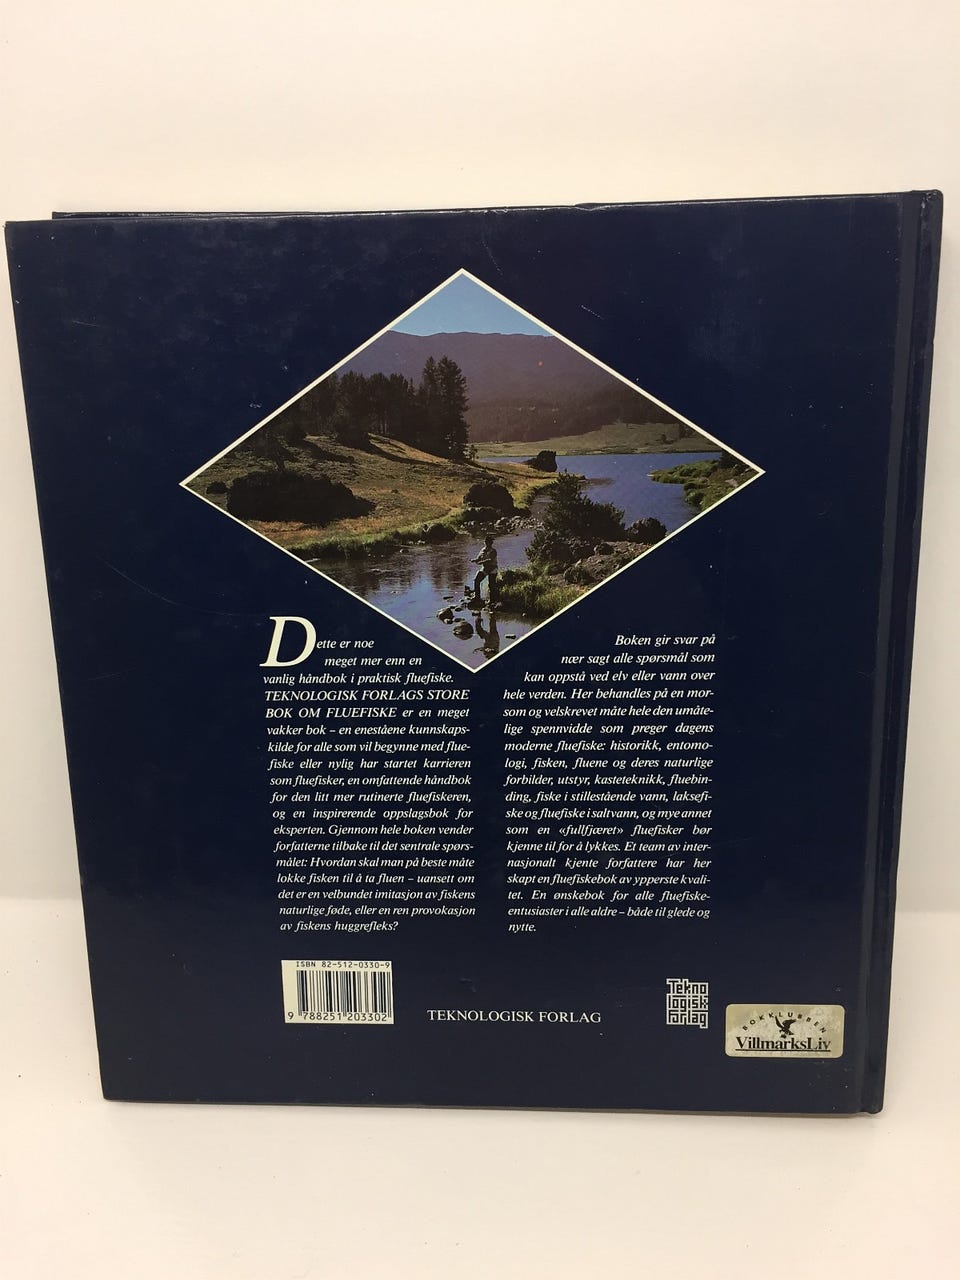 Dette er noe
meget mer enn en
vanlig håndbok i praktisk fluefiske.
TEKNOLOGISK FORLAGS STORE
BOK OM FLUEFISKE er en meget
vakker bok – en eneståene kunnskaps-
kilde for alle som vil begynne med flue-
fiske eller nylig har startet karrieren
som fluefisker, en omfattende håndbok
for den litt mer rutinerte fluefiskeren,
og en inspirerende oppslagsbok for
eksperten. Gjennom hele boken vender
forfatterne tilbake til det sentrale spørs-
målet: Hvordan skal man på beste måte
lokke fisken til å ta fluen – uansett om
det er en velbundet imitasjon av fiskens
naturlige føde, eller en ren provokasjon
av fiskens huggrefleks?
Boken gir svar på
nær sagt alle spørsmål som
kan oppstå ved elv eller vann over
hele verden. Her behandles på en mor-
som og velskrevet måte hele den umåte-
lige spennvidde som preger dagens
moderne fluefiske: historikk, entomo-
logi, fisken, fluene og deres naturlige
forbilder, utstyr, kasteteknikk, fluebin-
ding, fiske i stillestående vann, laksefi-
ske og fluefiske i saltvann, og mye annet
som en «fullfjæret» fluefisker bør
kjenne til for å lykkes. Et team av inter-
nasjonalt kjente forfattere har her
skapt en fluefiskebok av ypperste kvali-
tet. En ønskebok for alle fluefiske-
entusiaster i alle aldre – både til glede og
nytte.
ISBN 82-512-0330-9
9 788251 203302
TEKNOLOGISK FORLAG
Tekno
logisk
forlag
BOKKLUBBEN
VillmarksLiv